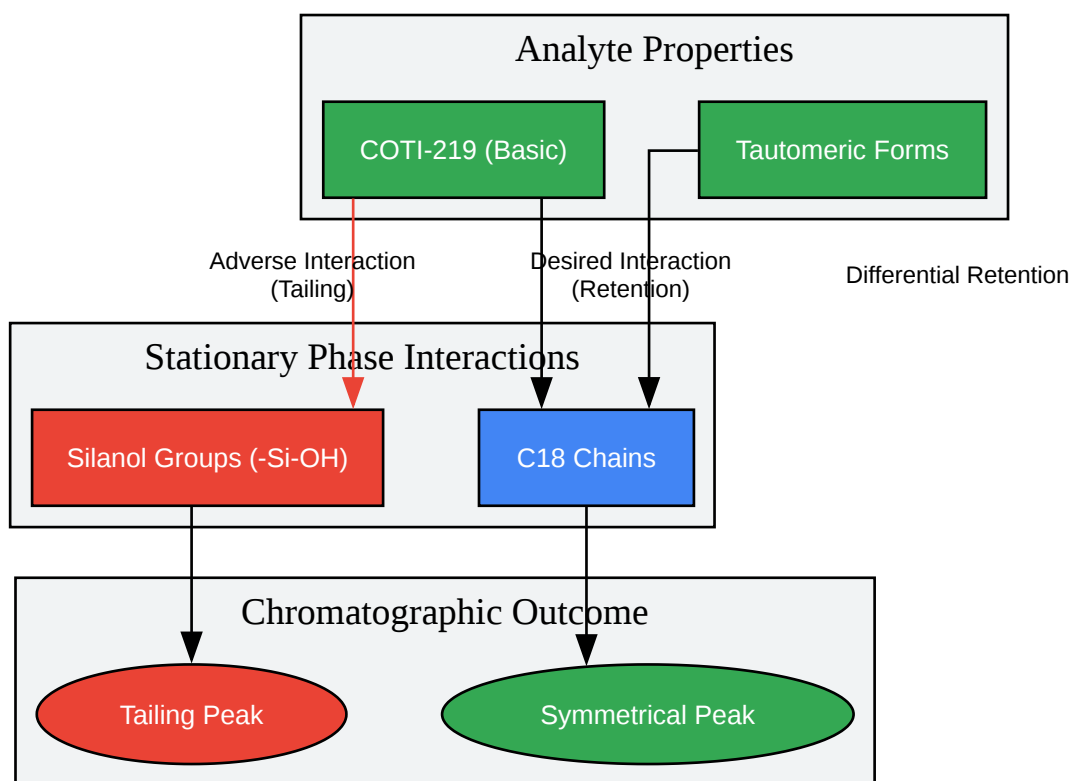 Analyte Properties
COTI-219 (Basic)
Tautomeric Forms
Adverse Interaction
(Tailing)
Desired Interaction
(Retention)
Differential Retention
Stationary Phase Interactions
Silanol Groups (-Si-OH)
C18 Chains
Chromatographic Outcome
Tailing Peak
Symmetrical Peak